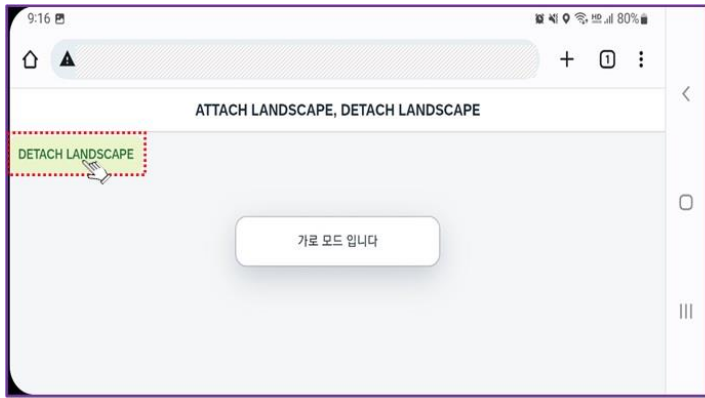 9:16 80%
1
ATTACH LANDSCAPE, DETACH LANDSCAPE
DETACH LANDSCAPE
가로 모드 입니다